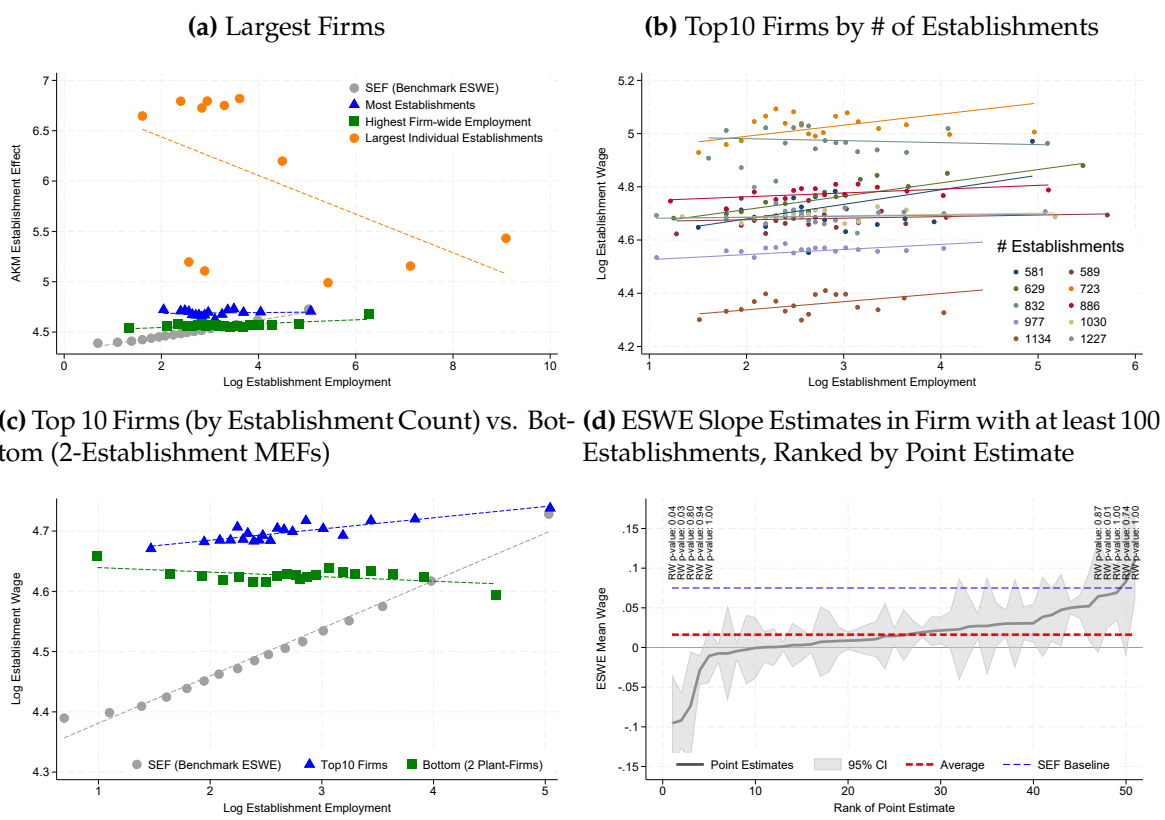 (a) Largest Firms
7
6.5
6
5.5
5
4.5
AKM Establishment Effect
0 2 4 6 8 10
Log Establishment Employment
SEF (Benchmark ESWE)
Most Establishments
Highest Firm-wide Employment
Largest Individual Establishments
(b) Top10 Firms by # of Establishments
5.2
5
4.8
4.6
4.4
4.2
Log Establishment Wage
1 2 3 4 5 6
Log Establishment Employment
# Establishments
581 589
629 723
832 886
977 1030
1134 1227
(c) Top 10 Firms (by Establishment Count) vs. Bot-
tom (2-Establishment MEFs)
4.7
4.6
4.5
4.4
4.3
Log Establishment Wage
1 2 3 4 5
Log Establishment Employment
SEF (Benchmark ESWE) Top10 Firms Bottom (2 Plant-Firms)
(d) ESWE Slope Estimates in Firm with at least 100
Establishments, Ranked by Point Estimate
.15
.1
.05
0
-.05
-.1
-.15
ESWE Mean Wage
RW p-value: 0.04
RW p-value: 0.03
RW p-value: 0.80
RW p-value: 0.94
RW p-value: 1.00
RW p-value: 0.87
RW p-value: 0.01
RW p-value: 1.00
RW p-value: 0.74
RW p-value: 1.00
0 10 20 30 40 50
Rank of Point Estimate
Point Estimates 95% CI Average SEF Baseline